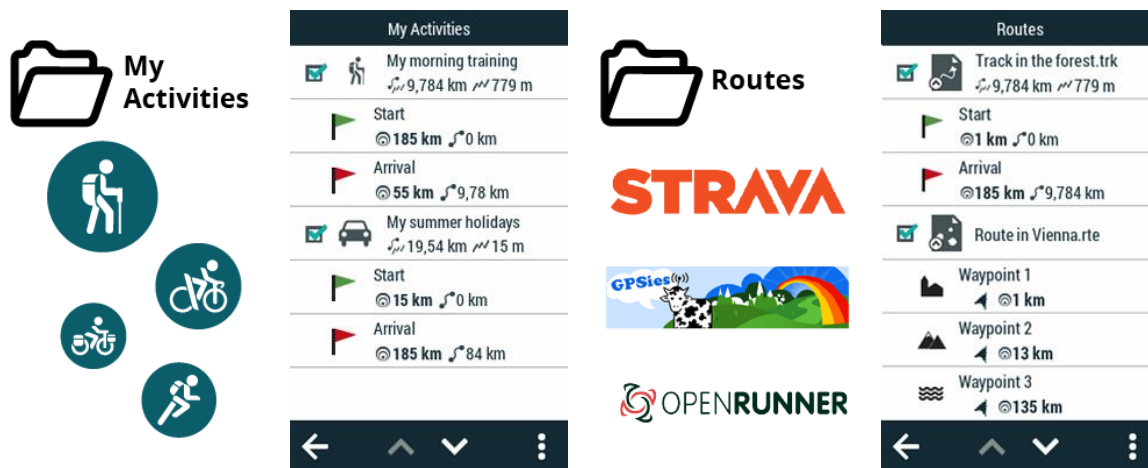 My
Activities
My Activities
My morning training
9,784 km 779 m
Start
185 km 0 km
Arrival
55 km 9,78 km
My summer holidays
19,54 km 15 m
Start
15 km 0 km
Arrival
185 km 84 km
Routes
STRAVA
GPSies
OPENRUNNER
Routes
Track in the forest.trk
9,784 km 779 m
Start
1 km 0 km
Arrival
185 km 9,784 km
Route in Vienna.rte
Waypoint 1
1 km
Waypoint 2
13 km
Waypoint 3
135 km